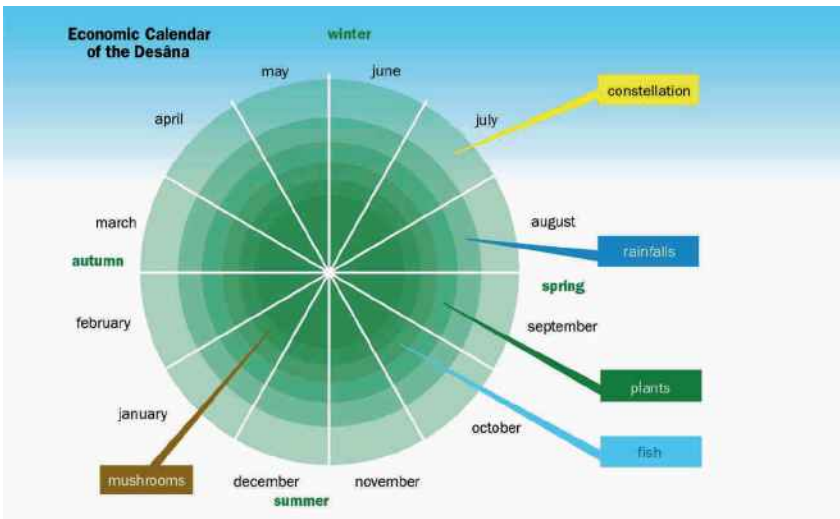 Economic Calendar
of the Desâna
winter
may
june
constellation
april
july
march
august
rainfalls
autumn
spring
february
september
plants
january
october
fish
mushrooms
december
november
summer